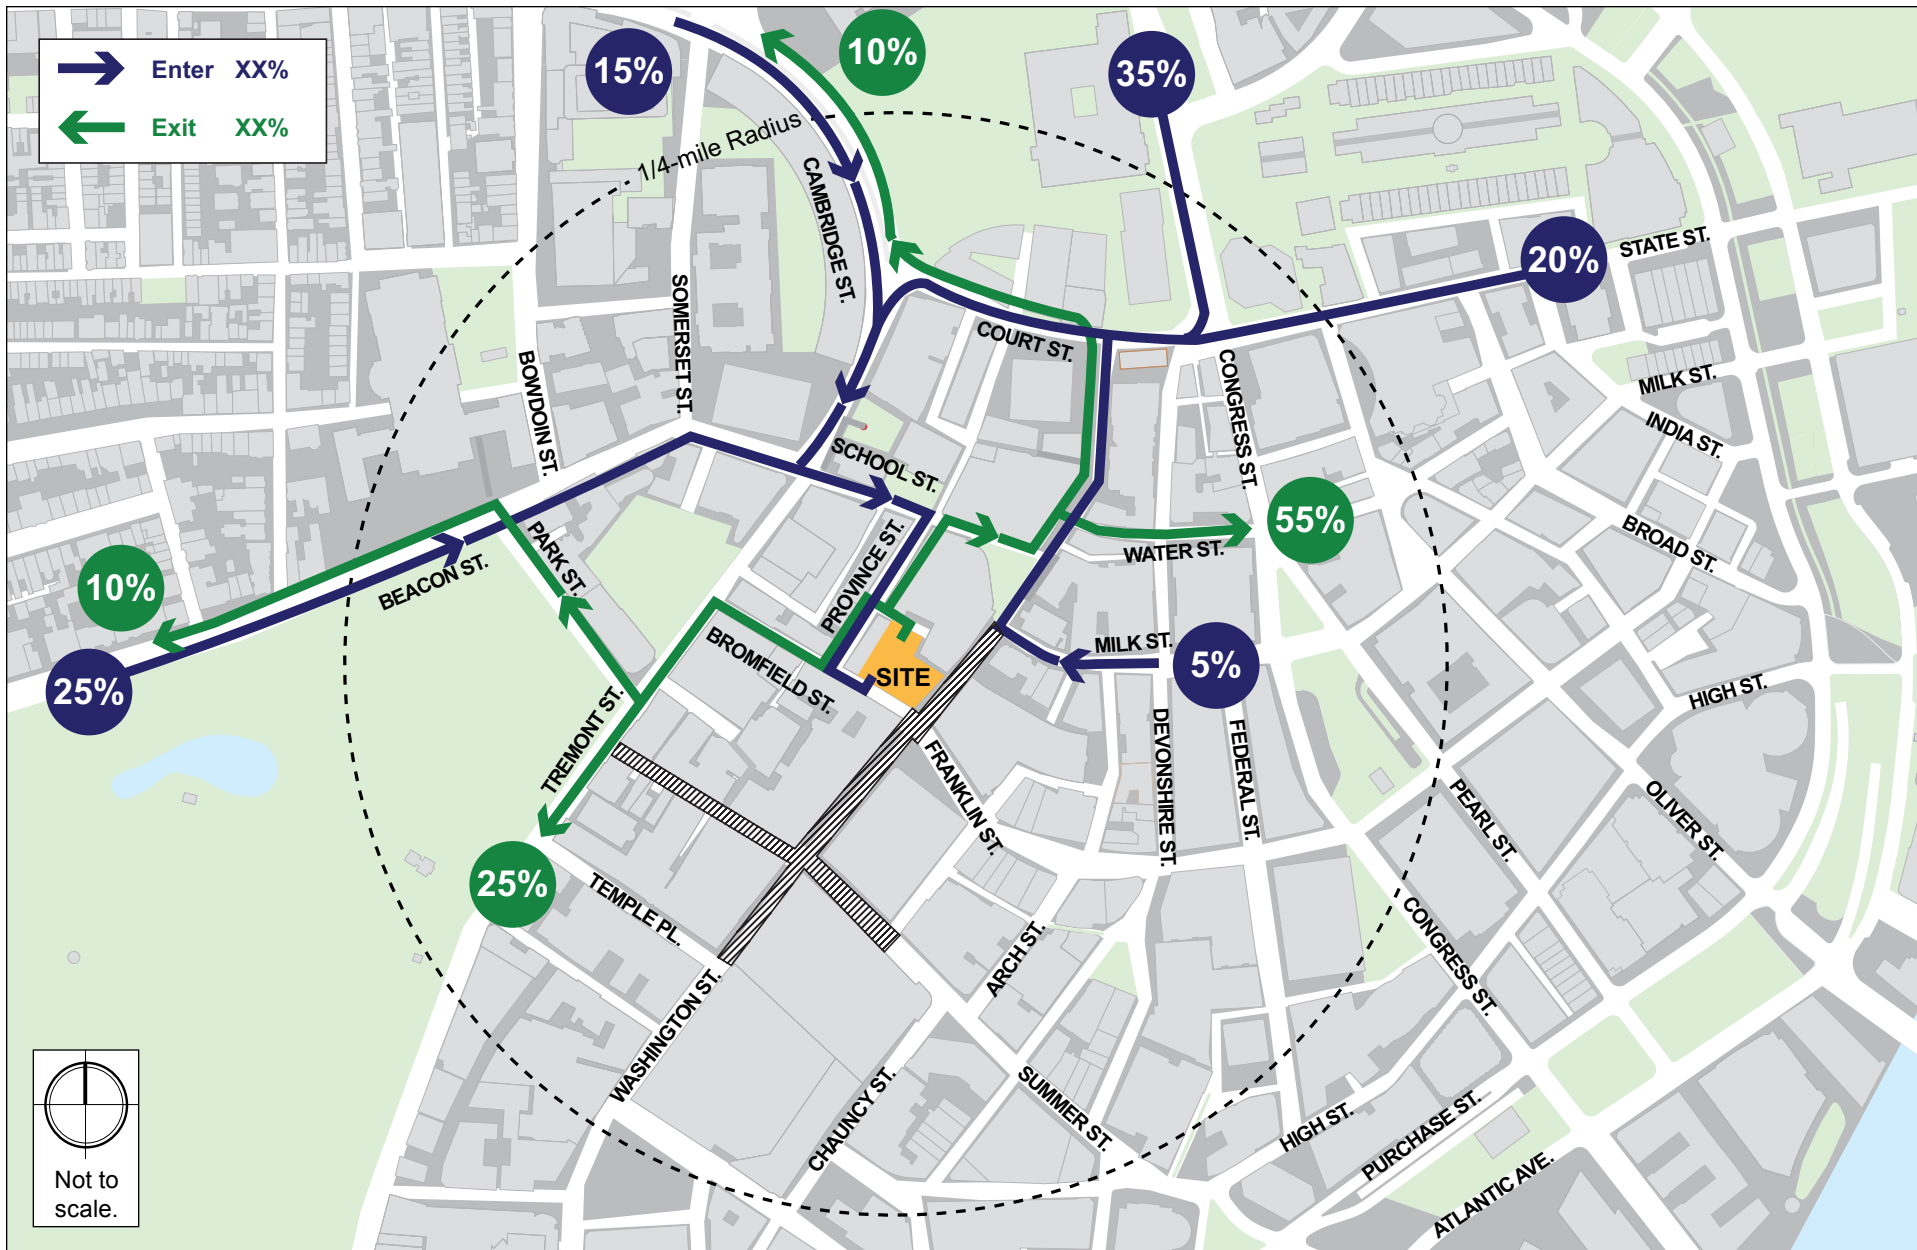 Enter XX%
Exit XX%
15%
10%
35%
1/4-mile Radius
CAMBRIDGE ST.
20%
STATE ST.
SOMERSET ST.
COURT ST.
BOWDOIN ST.
CONGRESS ST.
MILK ST.
INDIA ST.
SCHOOL ST.
55%
WATER ST.
BROAD ST.
PARK ST.
PROVINCE ST.
BEACON ST.
10%
25%
BROMFIELD ST.
SITE
MILK ST.
5%
HIGH ST.
TREMONT ST.
FRANKLIN ST.
DEVONSHIRE ST.
FEDERAL ST.
PEARL ST.
OLIVER ST.
25%
TEMPLE PL.
ARCH ST.
CONGRESS ST.
WASHINGTON ST.
CHAUNCY ST.
SUMMER ST.
HIGH ST.
PURCHASE ST.
ATLANTIC AVE.
Not to
scale.